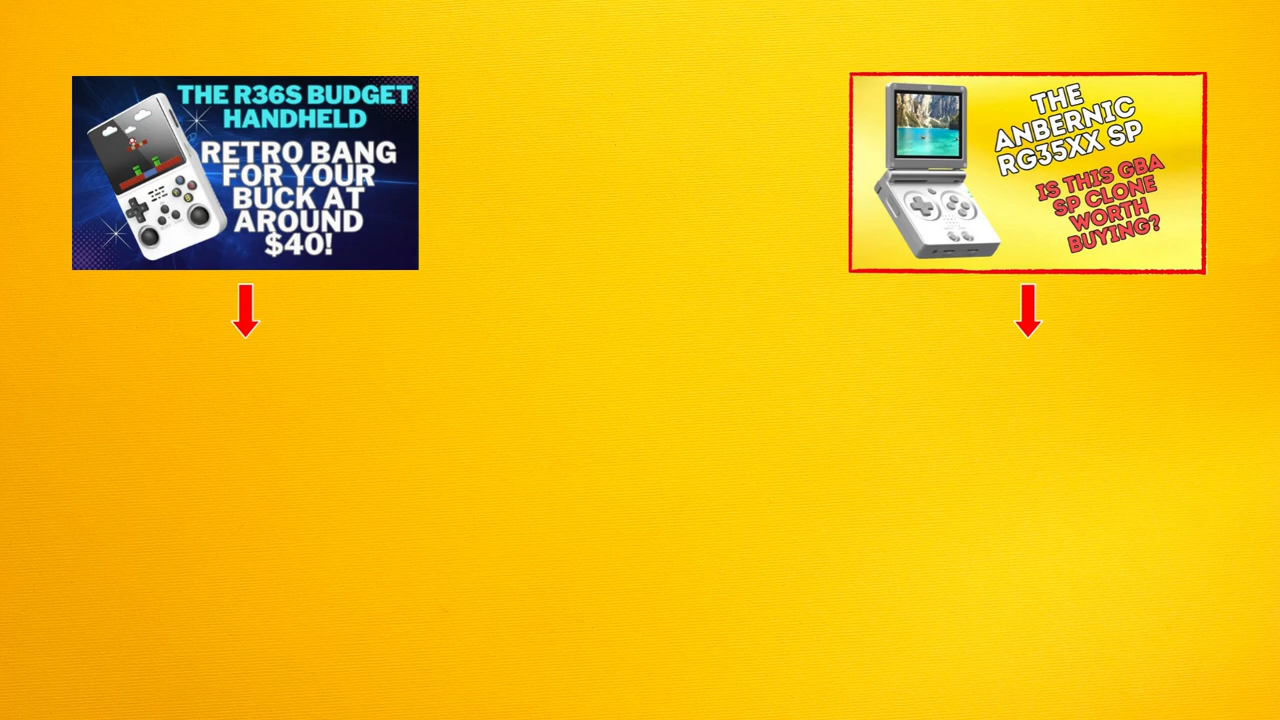 THE R36S BUDGET
HANDHELD
RETRO BANG
FOR YOUR
BUCK AT
AROUND
$40!
THE
ANBERNIC
RG35XX SP
IS THIS GBA
SP CLONE
WORTH
BUYING?